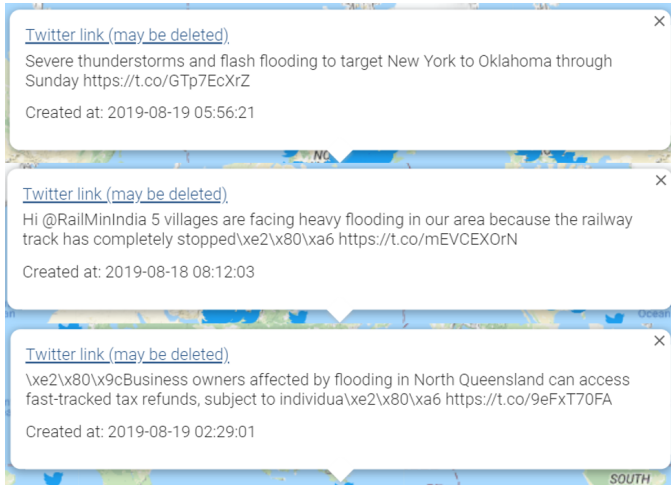 Twitter link (may be deleted)
Severe thunderstorms and flash flooding to target New York to Oklahoma through
Sunday https://t.co/GTp7EcXrZ
Created at: 2019-08-19 05:56:21
NO
Twitter link (may be deleted)
Hi @RailMinIndia 5 villages are facing heavy flooding in our area because the railway
track has completely stopped\xe2\x80\xa6 https://t.co/mEVCEXOrN
Created at: 2019-08-18 08:12:03
Ocean
Twitter link (may be deleted)
\xe2\x80\x9cBusiness owners affected by flooding in North Queensland can access
fast-tracked tax refunds, subject to individua\xe2\x80\xa6 https://t.co/9eFxT70FA
Created at: 2019-08-19 02:29:01
SOUTH